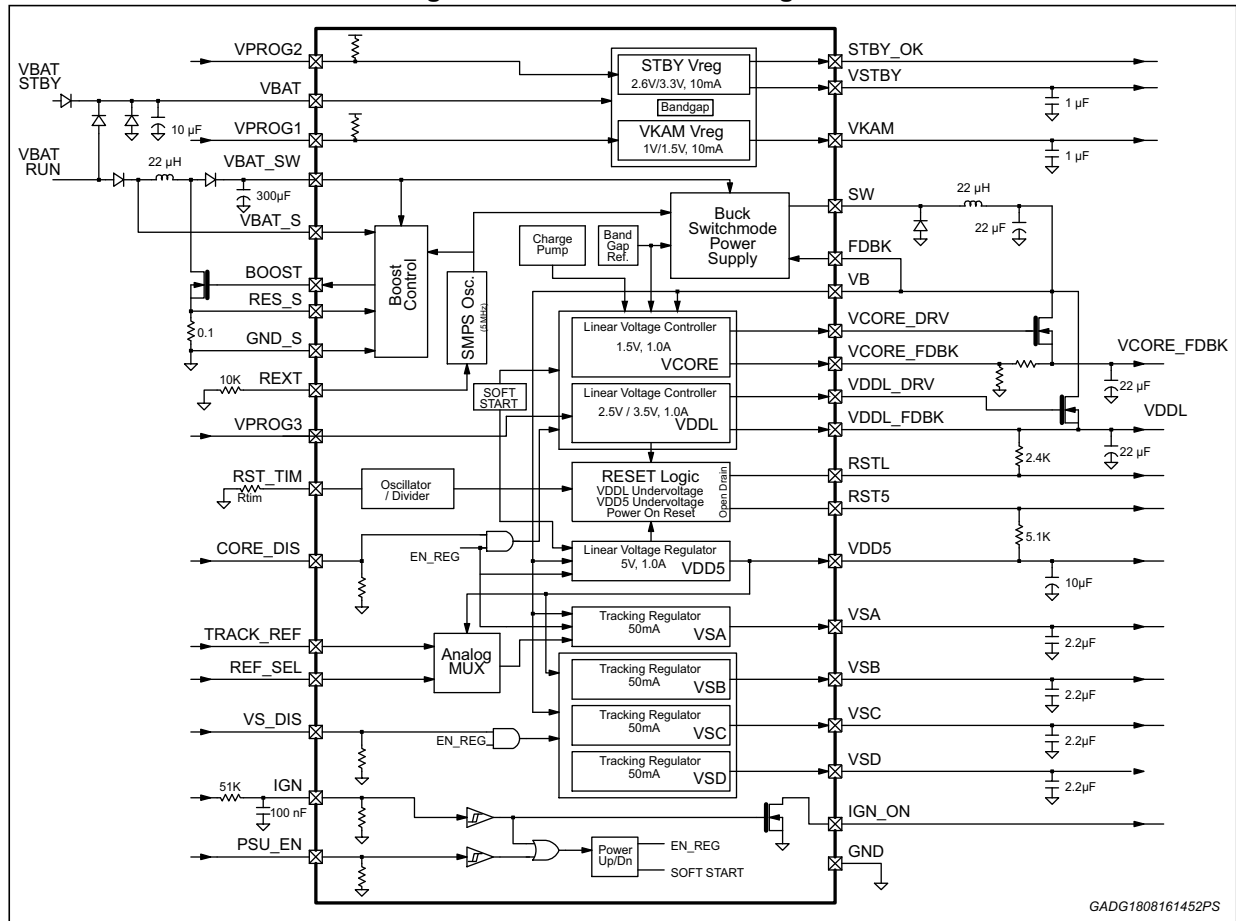 VPROG2
VBAT
STBY
VBAT
10 µF
VPROG1
VBAT
RUN
22 µH
VBAT_SW
300µF
VBAT_S
BOOST
RES_S
0.1
GND_S
10K
REXT
VPROG3
RST_TIM
Rtim
CORE_DIS
TRACK_REF
REF_SEL
VS_DIS
51K
IGN
100 nF
PSU_EN
STBY Vreg
2.6V/3.3V, 10mA
Bandgap
VKAM Vreg
1V/1.5V, 10mA
Buck
Switchmode
Power
Supply
Charge
Pump
Band
Gap
Ref.
Boost
Control
SMPS Osc.
(5 MHz)
Linear Voltage Controller
1.5V, 1.0A
VCORE
SOFT
START
Linear Voltage Controller
2.5V / 3.5V, 1.0A
VDDL
RESET Logic
VDDL Undervoltage
VDD5 Undervoltage
Power On Reset
Open Drain
Oscillator
/ Divider
EN_REG
Linear Voltage Regulator
5V, 1.0A
VDD5
Tracking Regulator
50mA
VSA
Analog
MUX
Tracking Regulator
50mA
VSB
Tracking Regulator
50mA
VSC
EN_REG
Tracking Regulator
50mA
VSD
Power
Up/Dn
EN_REG
SOFT START
STBY_OK
VSTBY
1 µF
VKAM
1 µF
SW
22 µH
22 µF
FDBK
VB
VCORE_DRV
VCORE_FDBK
VCORE_FDBK
22 µF
VDDL_DRV
VDDL_FDBK
VDDL
22 µF
2.4K
RSTL
RST5
5.1K
VDD5
10µF
VSA
2.2µF
VSB
2.2µF
VSC
2.2µF
VSD
2.2µF
IGN_ON
GND
GADG1808161452PS